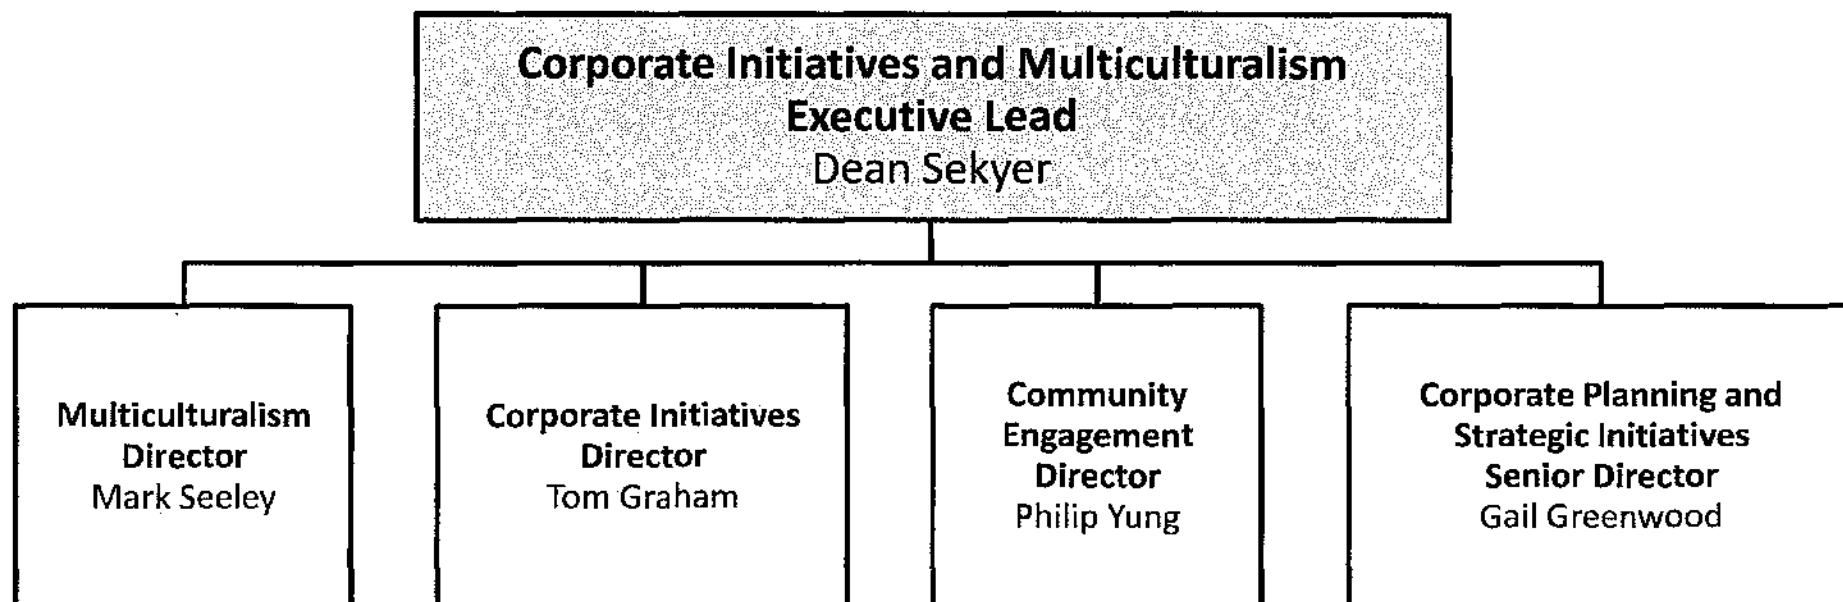 Corporate Initiatives and Multiculturalism
Executive Lead
Dean Sekyer
Multiculturalism
Director
Mark Seeley
Corporate Initiatives
Director
Tom Graham
Community
Engagement
Director
Philip Yung
Corporate Planning and
Strategic Initiatives
Senior Director
Gail Greenwood